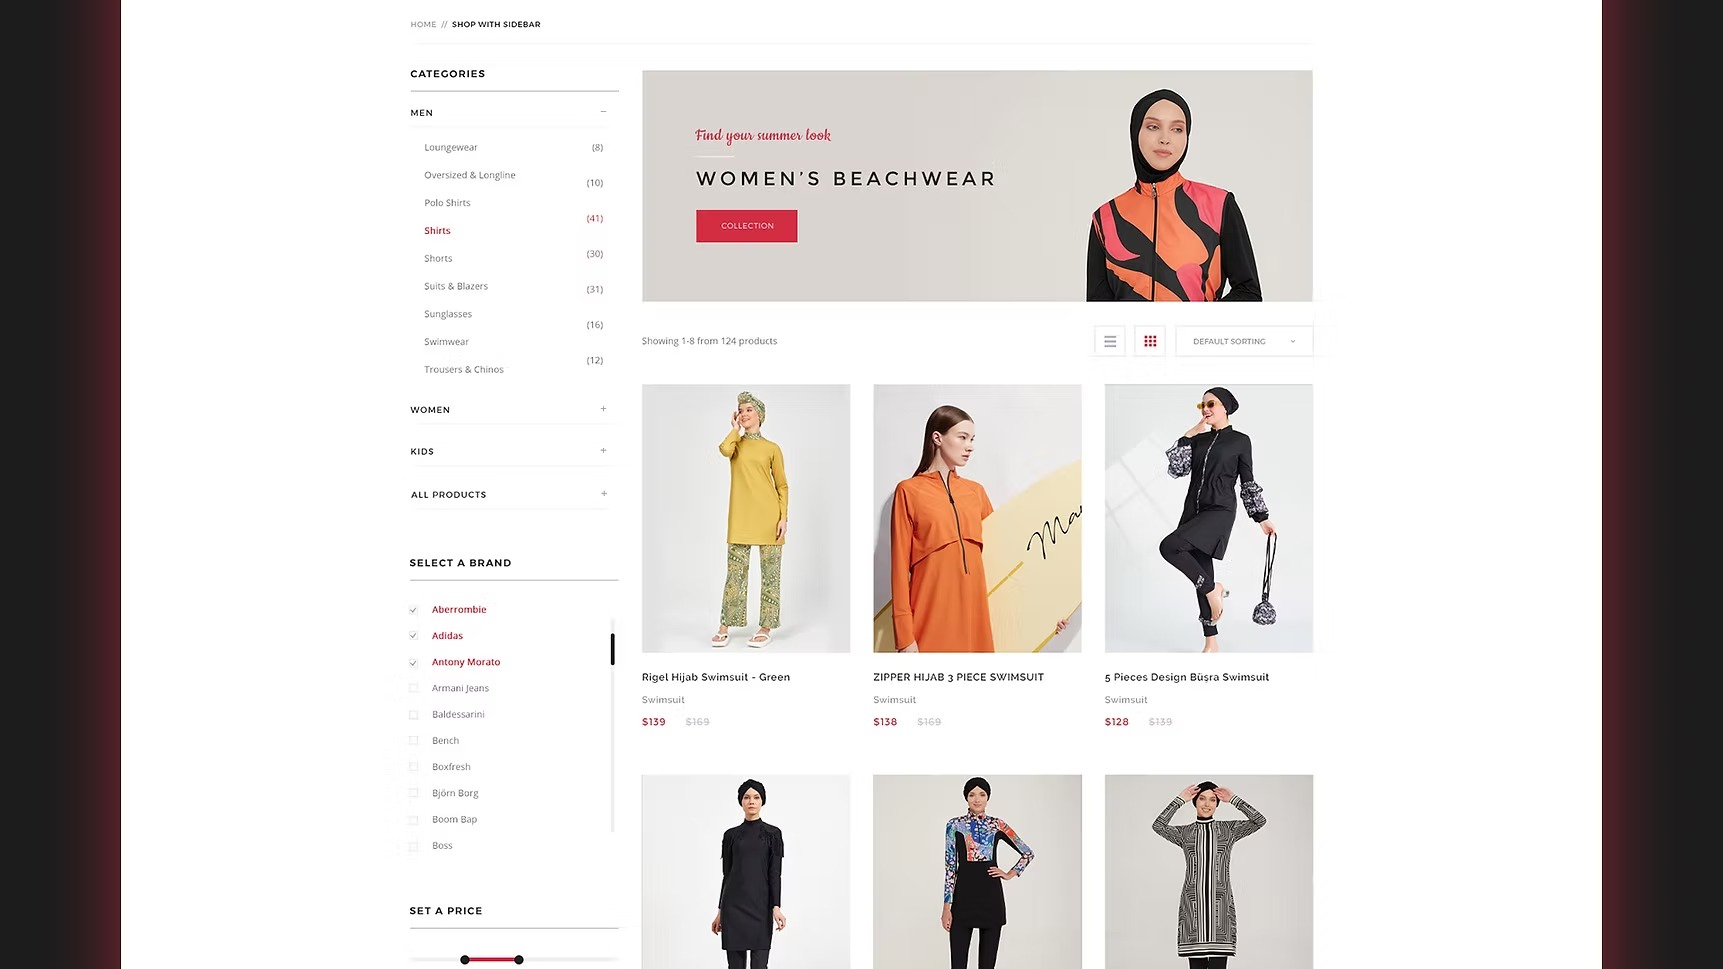 HOME // SHOP WITH SIDEBAR
CATEGORIES
MEN
Loungewear (8)
Oversized & Longline (10)
Polo Shirts
(41)
Shirts
Shorts (30)
Suits & Blazers (31)
Sunglasses
(16)
Swimwear
(12)
Trousers & Chinos
WOMEN +
KIDS +
ALL PRODUCTS +
SELECT A BRAND
Aberrombie
Adidas
Antony Morato
Armani Jeans
Baldessarini
Bench
Boxfresh
Björn Borg
Boom Bap
Boss
SET A PRICE
Find your summer look
WOMEN'S BEACHWEAR
COLLECTION
Showing 1-8 from 124 products
DEFAULT SORTING
Rigel Hijab Swimsuit - Green
Swimsuit
$139 $169
ZIPPER HIJAB 3 PIECE SWIMSUIT
Swimsuit
$138 $169
5 Pieces Design Büşra Swimsuit
Swimsuit
$128 $139